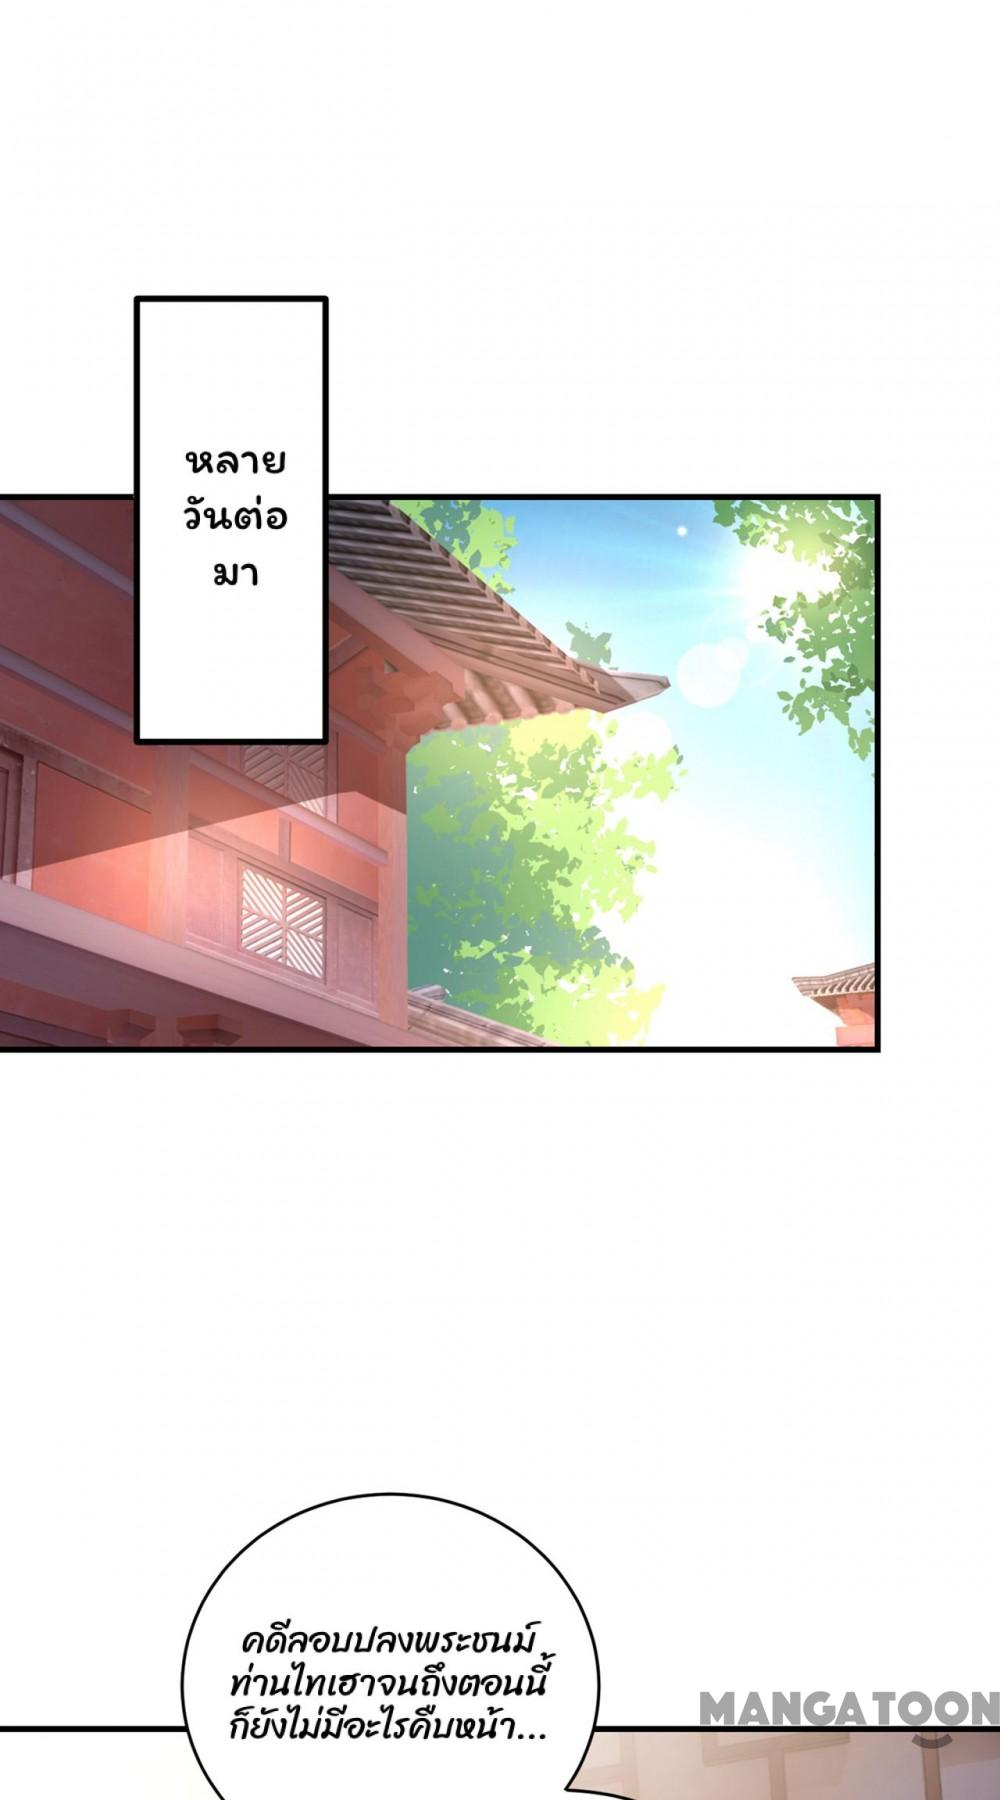 หลาย
วันต่อ
มา
คดีลอบปลงพระชนม์
ท่านไทเฮาจนถึงตอนนี้
ก็ยังไม่มีอะไรคืบหน้า...
MANGATOON